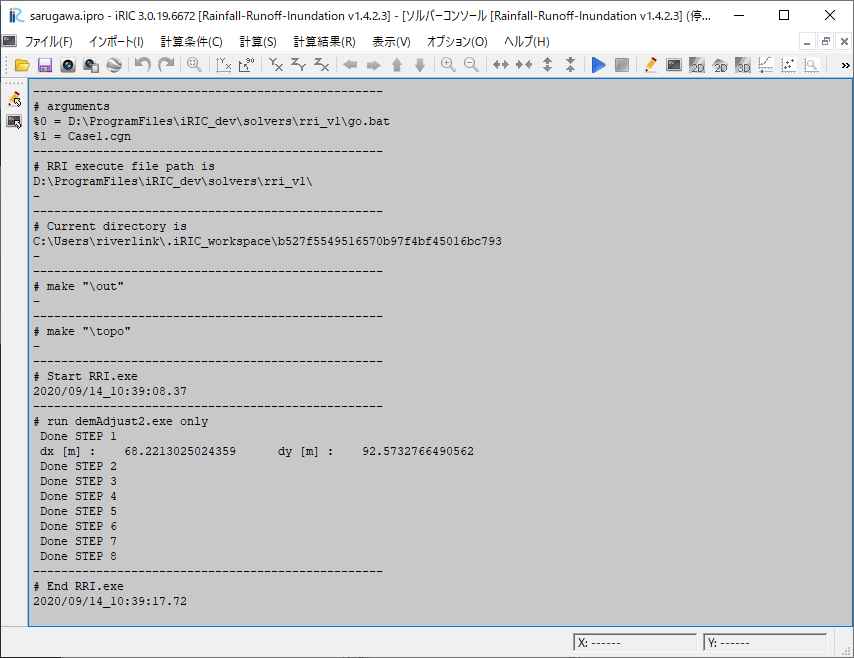 sarugawa.ipro - iRIC 3.0.19.6672 [Rainfall-Runoff-Inundation v1.4.2.3] - [ソルバーコンソール [Rainfall-Runoff-Inundation v1.4.2.3] (停...
ファイル(F) インポート(I) 計算条件(C) 計算(S) 計算結果(R) 表示(V) オプション(O) ヘルプ(H)
--------------------------------------------------
# arguments
%0 = D:\ProgramFiles\iRIC_dev\solvers\rri_v1\go.bat
%1 = Case1.cgn
--------------------------------------------------
# RRI execute file path is
D:\ProgramFiles\iRIC_dev\solvers\rri_v1\
-
--------------------------------------------------
# Current directory is
C:\Users\riverlink\.iRIC_workspace\b527f5549516570b97f4bf45016bc793
-
--------------------------------------------------
# make "\out"
-
--------------------------------------------------
# make "\topo"
-
--------------------------------------------------
# Start RRI.exe
2020/09/14_10:39:08.37
--------------------------------------------------
# run demAdjust2.exe only
Done STEP 1
dx [m] : 68.2213025024359 dy [m] : 92.5732766490562
Done STEP 2
Done STEP 3
Done STEP 4
Done STEP 5
Done STEP 6
Done STEP 7
Done STEP 8
--------------------------------------------------
# End RRI.exe
2020/09/14_10:39:17.72
X: ------ Y: ------